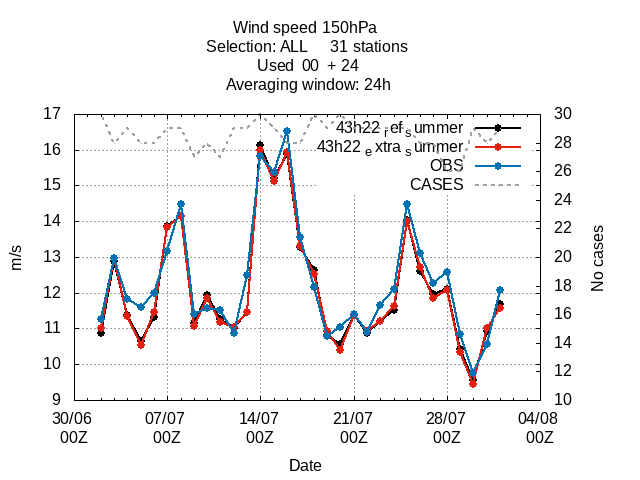 Wind speed 150hPa
Selection: ALL 31 stations
Used 00 + 24
Averaging window: 24h
17 30
43h22_ref_summer
28
16 43h22_extra_summer
OBS 26
15 CASES
24
14
22
m/s
13 20
No cases
12 18
16
11
14
10
12
9 10
30/06 07/07 14/07 21/07 28/07 04/08
00Z 00Z 00Z 00Z 00Z 00Z
Date